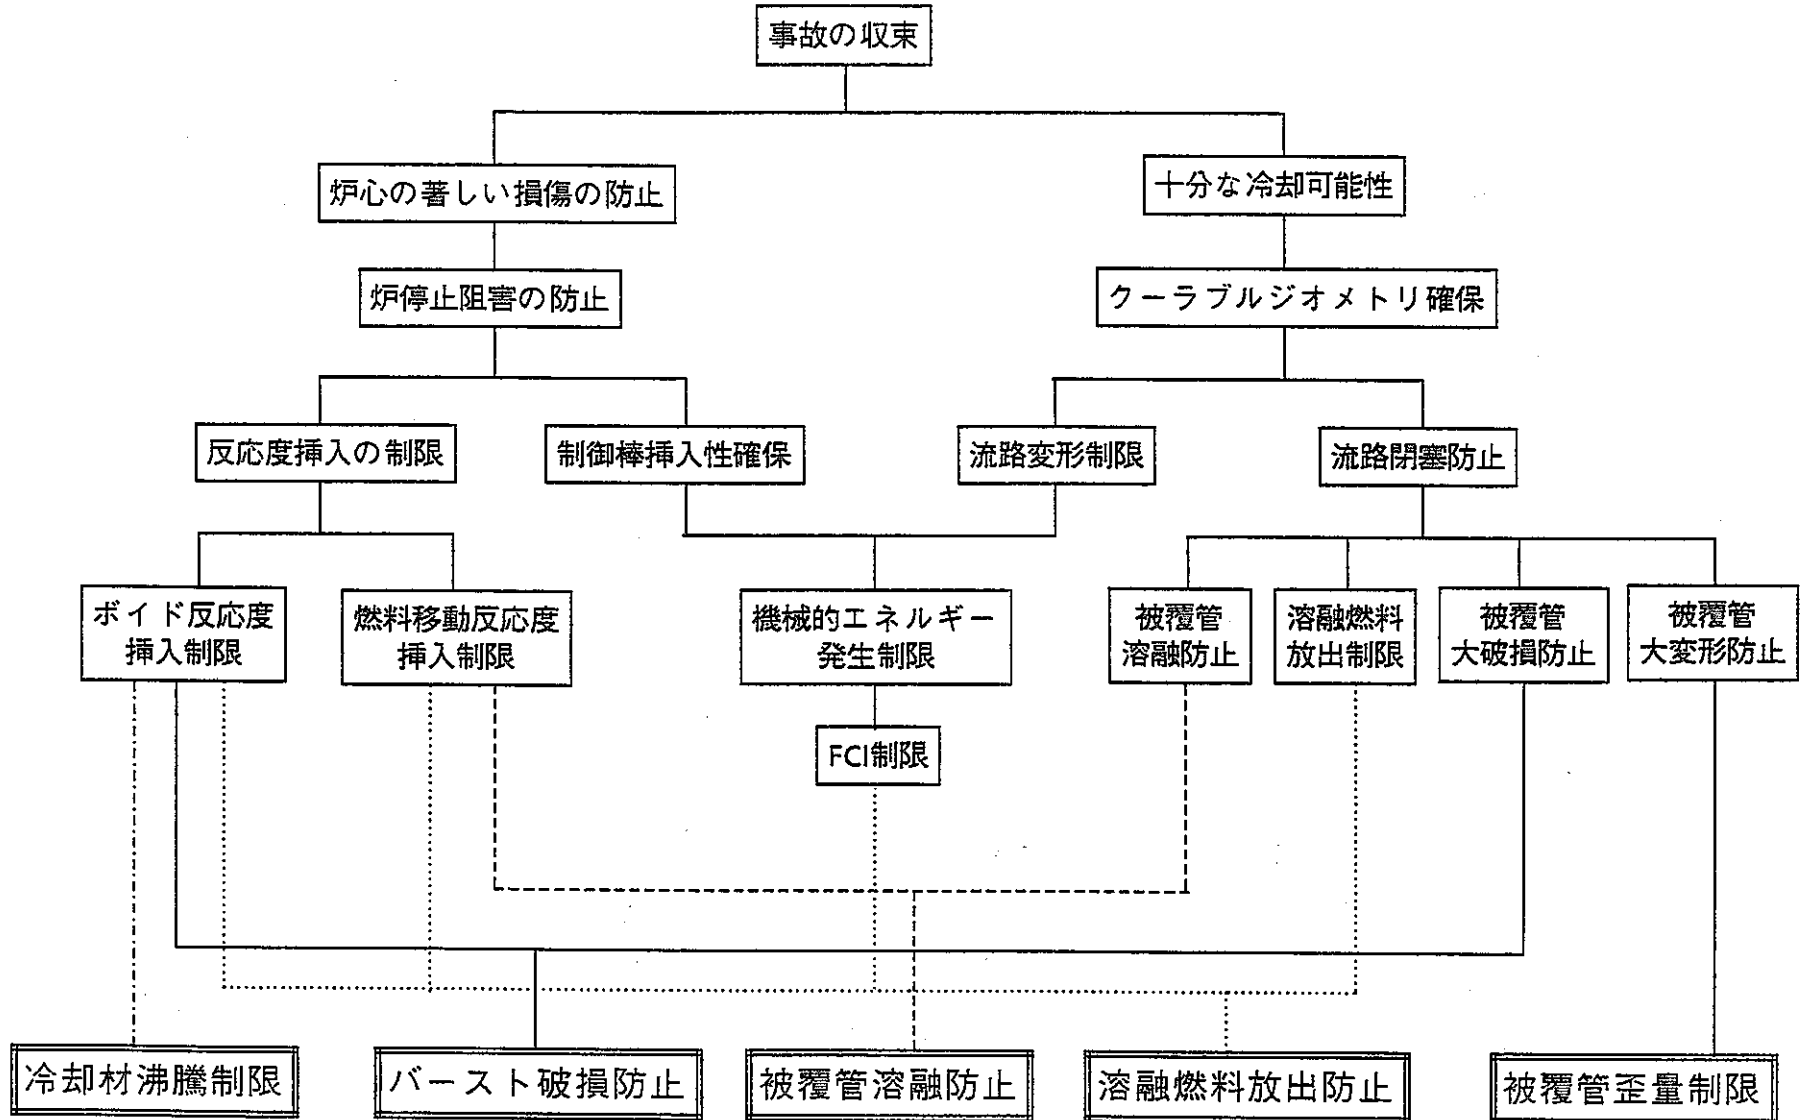 事故の収束
炉心の著しい損傷の防止
十分な冷却可能性
炉停止阻害の防止
クーラブルジオメトリ確保
反応度挿入の制限
制御棒挿入性確保
流路変形制限
流路閉塞防止
ボイド反応度
挿入制限
燃料移動反応度
挿入制限
機械的エネルギー
発生制限
被覆管
溶融防止
溶融燃料
放出制限
被覆管
大破損防止
被覆管
大変形防止
FCI制限
冷却材沸騰制限
バースト破損防止
被覆管溶融防止
溶融燃料放出防止
被覆管歪量制限